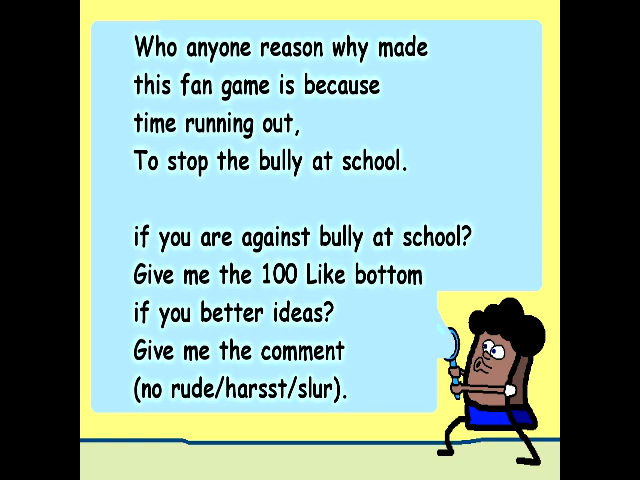 Who anyone reason why made
this fan game is because
time running out,
To stop the bully at school.
if you are against bully at school?
Give me the 100 Like bottom
if you better ideas?
Give me the comment
(no rude/harsst/slur).